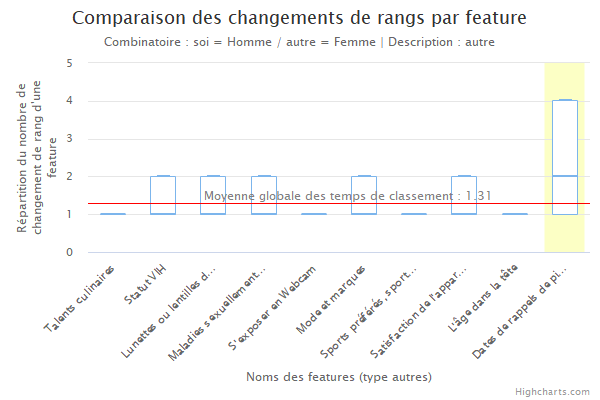 Comparaison des changements de rangs par feature
Combinatoire : soi = Homme / autre = Femme | Description : autre
Répartition du nombre de
changement de rang d'une
feature
5
4
3
2
1
0
Moyenne globale des temps de classement : 1.31
Talents culinaires
Statut VIH
Lunettes ou lentilles d...
Maladies sexuellement...
S'exposer en Webcam
Mode et marques
Sports préférés, sport...
Satisfaction de l'appar...
L'âge dans la tête
Dates de rappels de pi...
Noms des features (type autres)
Highcharts.com